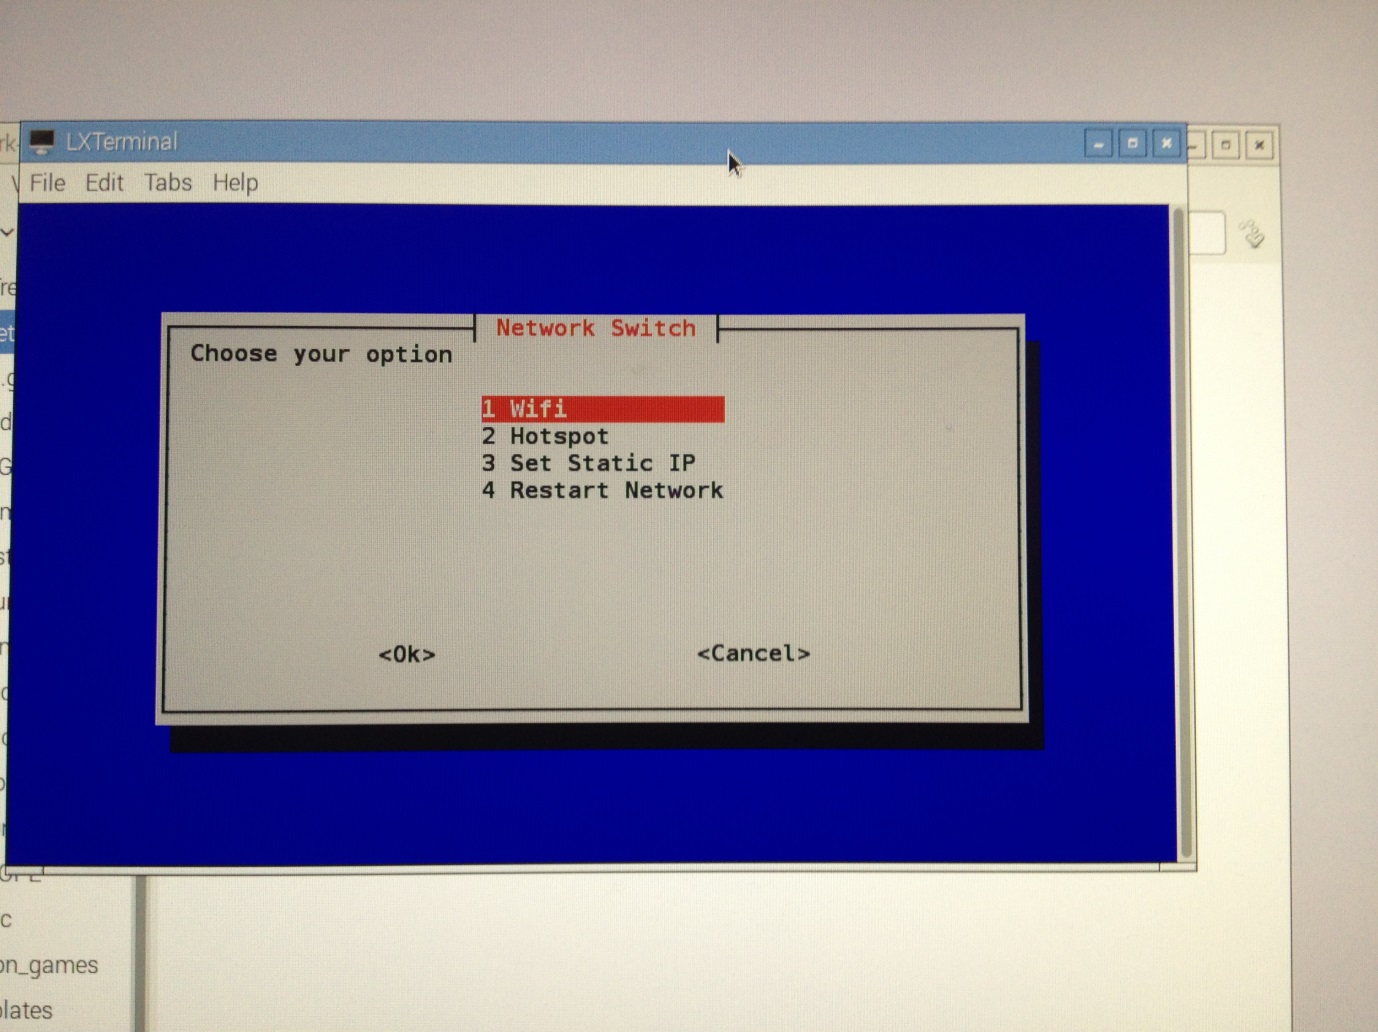 LXTerminal
File Edit Tabs Help
Network Switch
Choose your option
1 Wifi
2 Hotspot
3 Set Static IP
4 Restart Network
<Ok> <Cancel>
on_games
plates